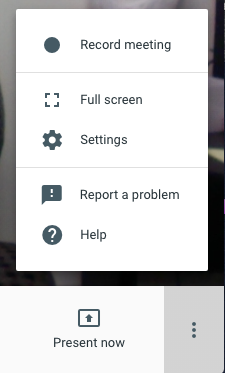 Record meeting
Full screen
Settings
Report a problem
Help
Present now